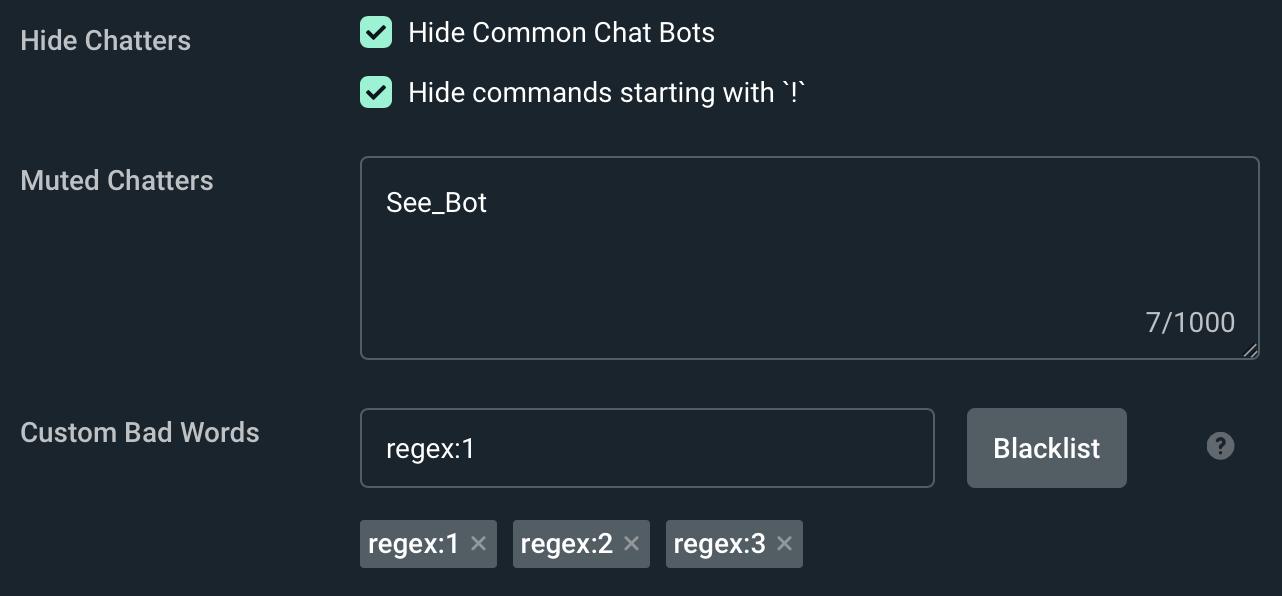 Hide Chatters
Hide Common Chat Bots
Hide commands starting with `!`
Muted Chatters
See_Bot
7/1000
Custom Bad Words
regex:1
Blacklist
?
regex:1 × regex:2 × regex:3 ×